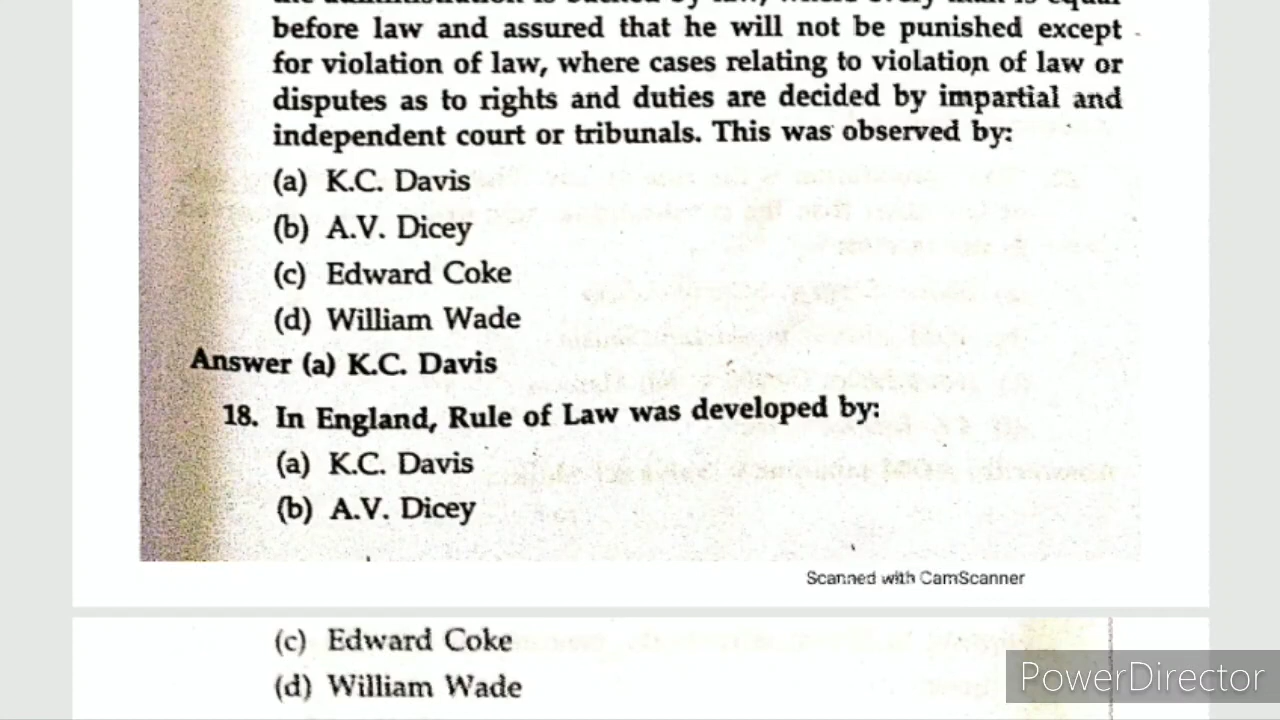 before law and assured that he will not be punished except
for violation of law, where cases relating to violation of law or
disputes as to rights and duties are decided by impartial and
independent court or tribunals. This was observed by:
(a) K.C. Davis
(b) A.V. Dicey
(c) Edward Coke
(d) William Wade
Answer (a) K.C. Davis
18. In England, Rule of Law was developed by:
(a) K.C. Davis
(b) A.V. Dicey
Scanned with CamScanner
(c) Edward Coke
(d) William Wade
PowerDirector